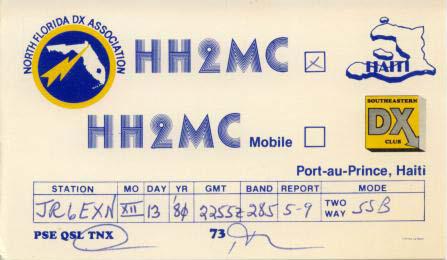 NORTH FLORIDA DX ASSOCIATION
HH2MC
HAITI
HH2MC Mobile
SOUTHEASTERN
DX
CLUB
Port-au-Prince, Haiti
STATION MO DAY YR GMT BAND REPORT MODE
JR6EXN XII 13 '80 2255z 28.5 5-9 TWO WAY SSB
PSE QSL TNX 73